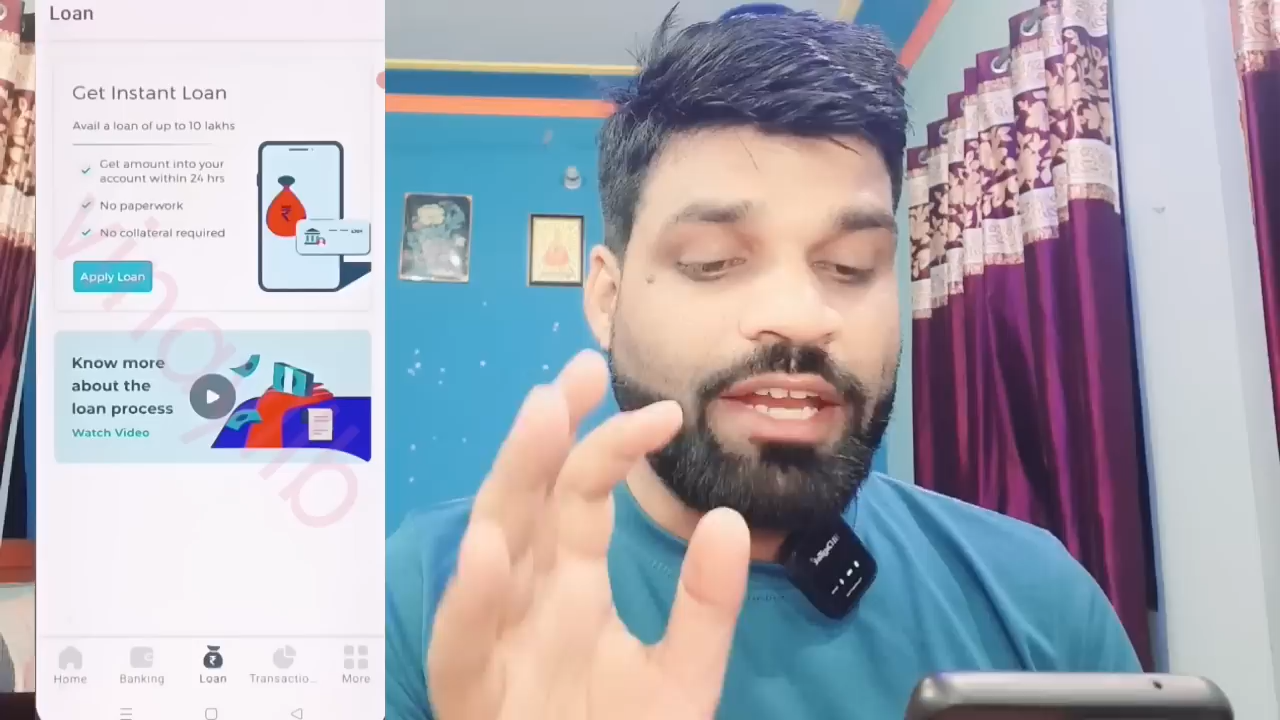 Loan
Get Instant Loan
Avail a loan of up to 10 lakhs
Get amount into your
account within 24 hrs
No paperwork
No collateral required
Apply Loan
Know more
about the
loan process
Watch Video
Home
Banking
Loan
Transactio...
More